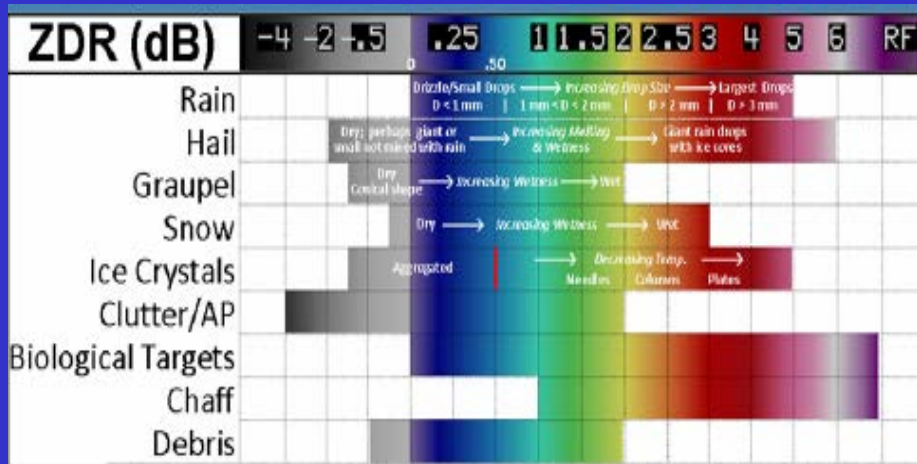 ZDR (dB) -4 -2 -.5 .25 1 1.5 2 2.5 3 4 5 6 RF
0 .50
Rain Drizzle/Small Drops Increasing Drop Size Largest Drops
D < 1 mm | 1 mm < D < 2 mm | D > 2 mm | D > 3 mm
Hail Dry; perhaps giant or small not mixed with rain Increasing Melting & Wetness Giant rain drops with ice cores
Graupel Dry Conical shape Increasing Wetness Wet
Snow Dry Increasing Wetness Wet
Ice Crystals Aggregated Decreasing Temp.
Needles Columns Plates
Clutter/AP
Biological Targets
Chaff
Debris